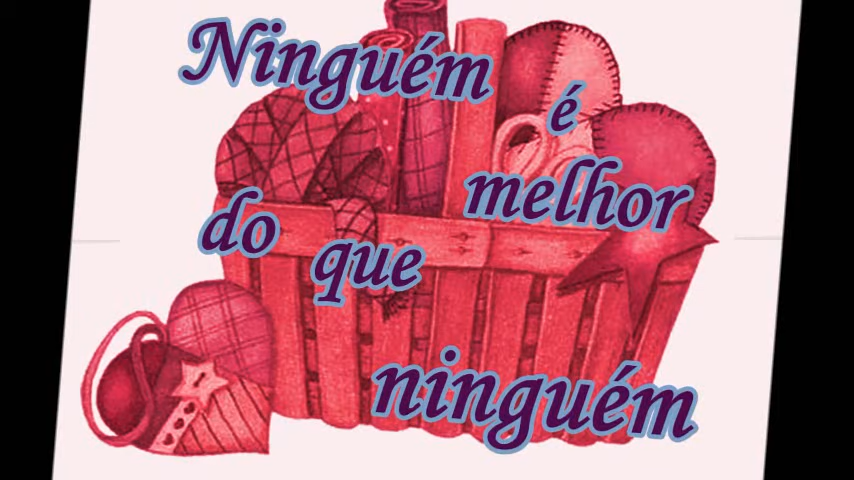 Ninguém
é
melhor
do que
ninguém